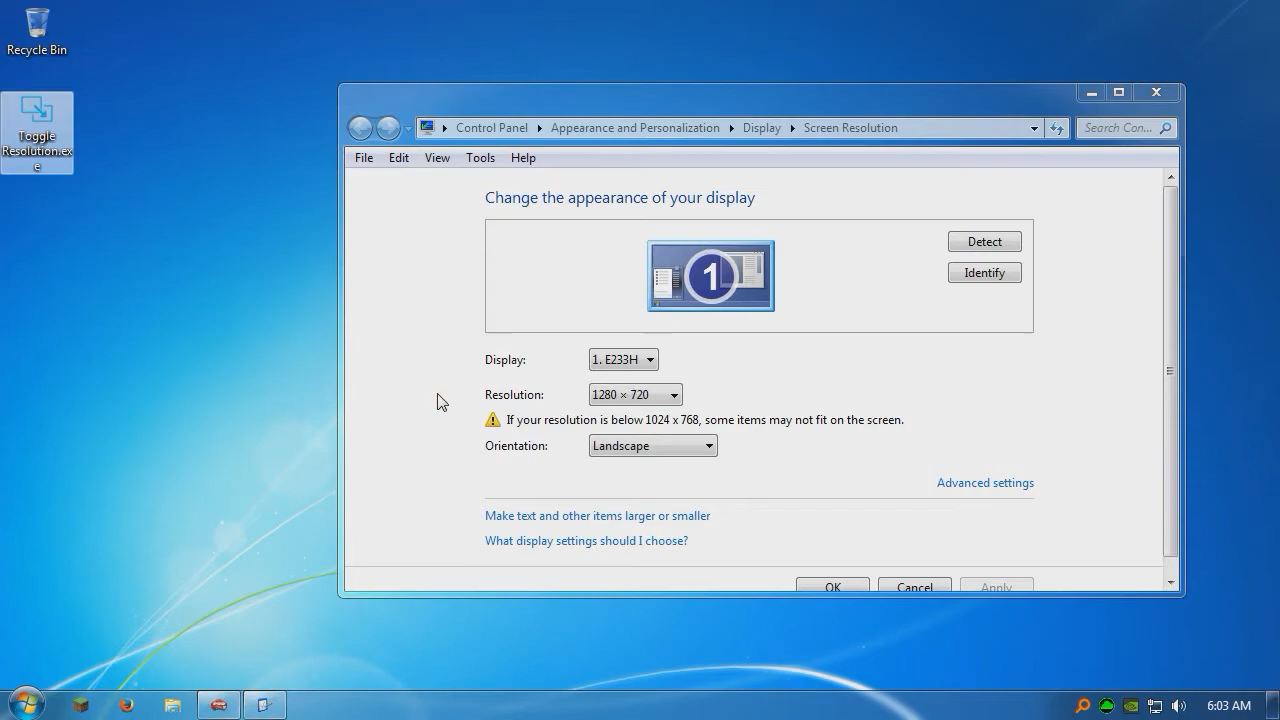 Recycle Bin
Toggle
Resolution.ex
e
Control Panel
Appearance and Personalization
Display
Screen Resolution
Search Con...
File Edit View Tools Help
Change the appearance of your display
1
Detect
Identify
Display: 1. E233H
Resolution: 1280 × 720
If your resolution is below 1024 x 768, some items may not fit on the screen.
Orientation: Landscape
Advanced settings
Make text and other items larger or smaller
What display settings should I choose?
OK Cancel Apply
6:03 AM